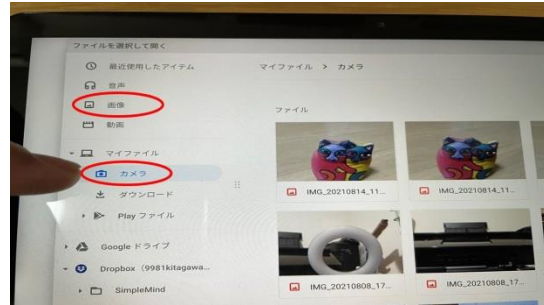 ファイルを選択して開く
最近使用したアイテム
音声
画像
動画
マイファイル
カメラ
ダウンロード
Play ファイル
Google ドライブ
Dropbox（9981kitagawa...
SimpleMind
マイファイル > カメラ
ファイル
IMG_20210814_11...
IMG_20210814_11...
IMG_20210808_17...
IMG_20210808_17...